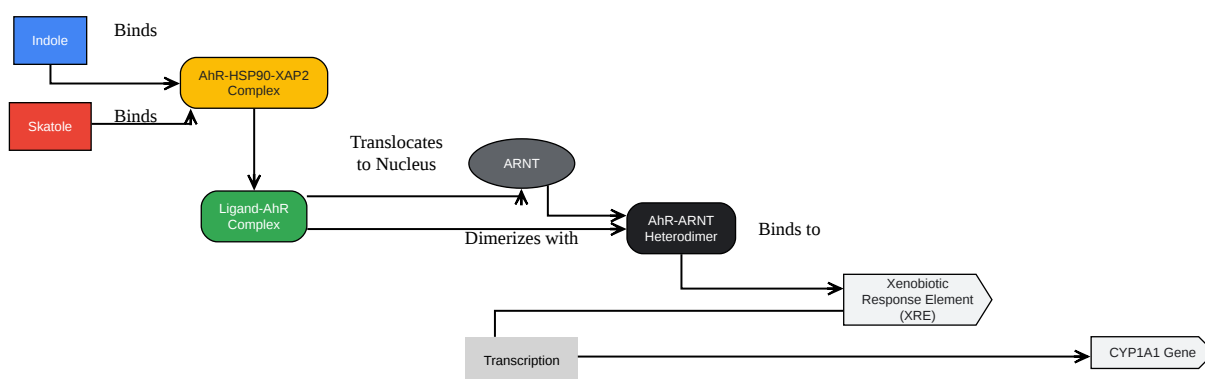 Indole
Binds
AhR-HSP90-XAP2
Complex
Skatole
Binds
Translocates
to Nucleus
ARNT
Ligand-AhR
Complex
AhR-ARNT
Heterodimer
Dimerizes with
Binds to
Xenobiotic
Response Element
(XRE)
Transcription
CYP1A1 Gene